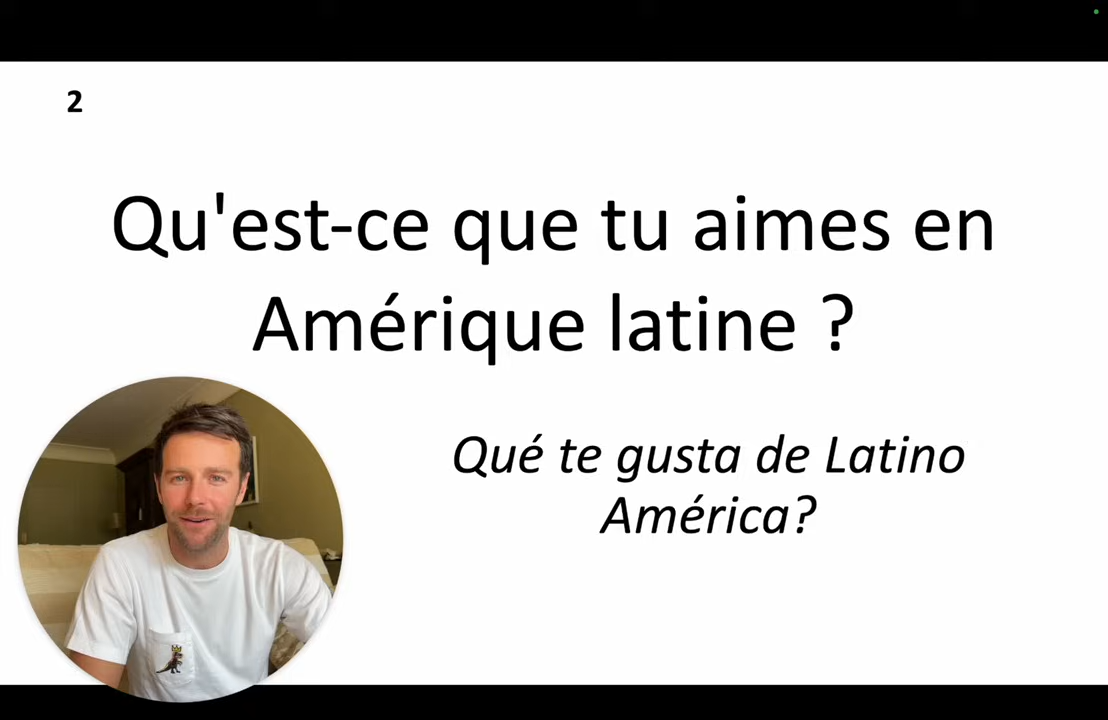 2
Qu'est-ce que tu aimes en
Amérique latine ?
Qué te gusta de Latino
América?